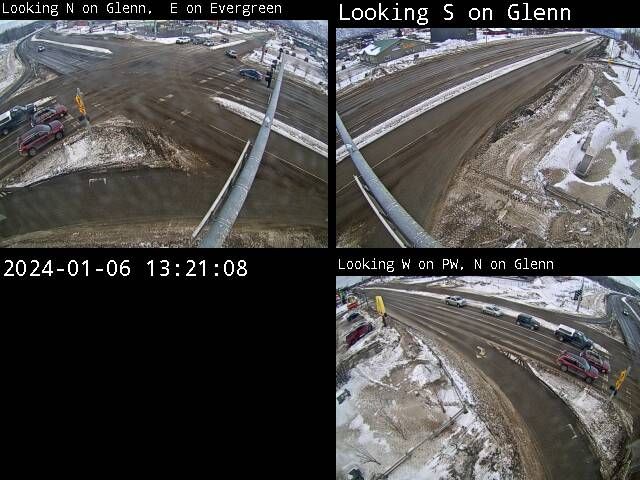 Looking N on Glenn, E on Evergreen
Looking S on Glenn
2024-01-06 13:21:08
Looking W on PW, N on Glenn